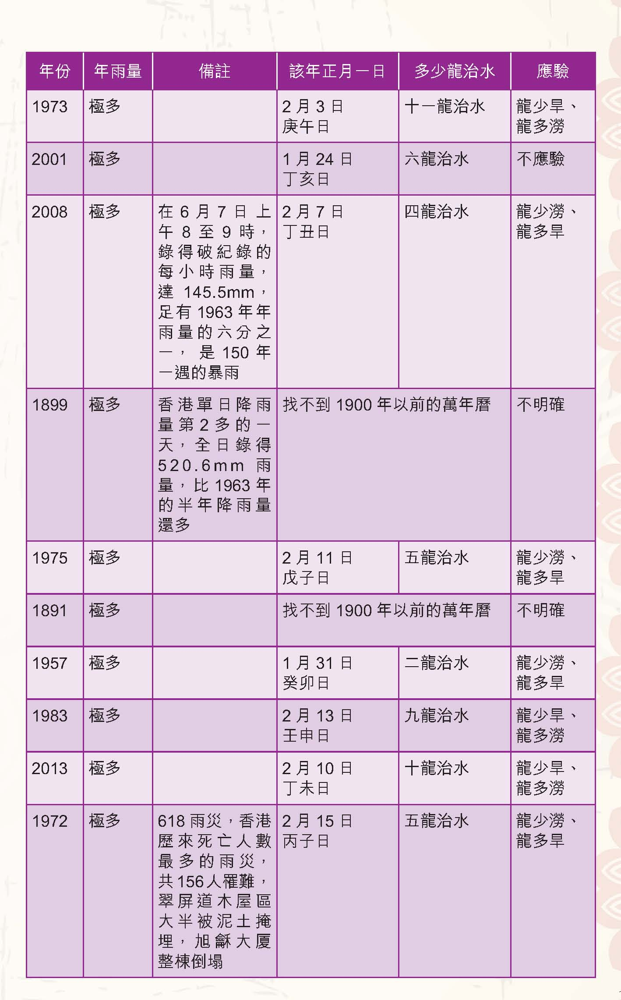 年份 年雨量 備註 該年正月一日 多少龍治水 應驗
1973 極多 2 月 3 日 十一龍治水 龍少旱、
庚午日 龍多澇
2001 極多 1 月 24 日 六龍治水 不應驗
丁亥日
2008 極多 在 6 月 7 日 上 2 月 7 日 四龍治水 龍少澇、
午 8 至 9 時， 丁丑日 龍多旱
錄得破紀錄的
每小時雨量，
達 145.5mm，
足有 1963 年年
雨量的六分之
一， 是 150 年
一遇的暴雨
1899 極多 香港單日降雨 找不到 1900 年以前的萬年曆 不明確
量第 2 多的一
天，全日錄得
520.6mm 雨
量，比 1963 年
的半年降雨量
還多
1975 極多 2 月 11 日 五龍治水 龍少澇、
戊子日 龍多旱
1891 極多 找不到 1900 年以前的萬年曆 不明確
1957 極多 1 月 31 日 二龍治水 龍少澇、
癸卯日 龍多旱
1983 極多 2 月 13 日 九龍治水 龍少旱、
壬申日 龍多澇
2013 極多 2 月 10 日 十龍治水 龍少旱、
丁未日 龍多澇
1972 極多 618 雨災，香港 2 月 15 日 五龍治水 龍少澇、
歷來死亡人數 丙子日 龍多旱
最多的雨災，
共 156 人罹難，
翠屏道木屋區
大半被泥土掩
埋，旭龢大厦
整棟倒塌